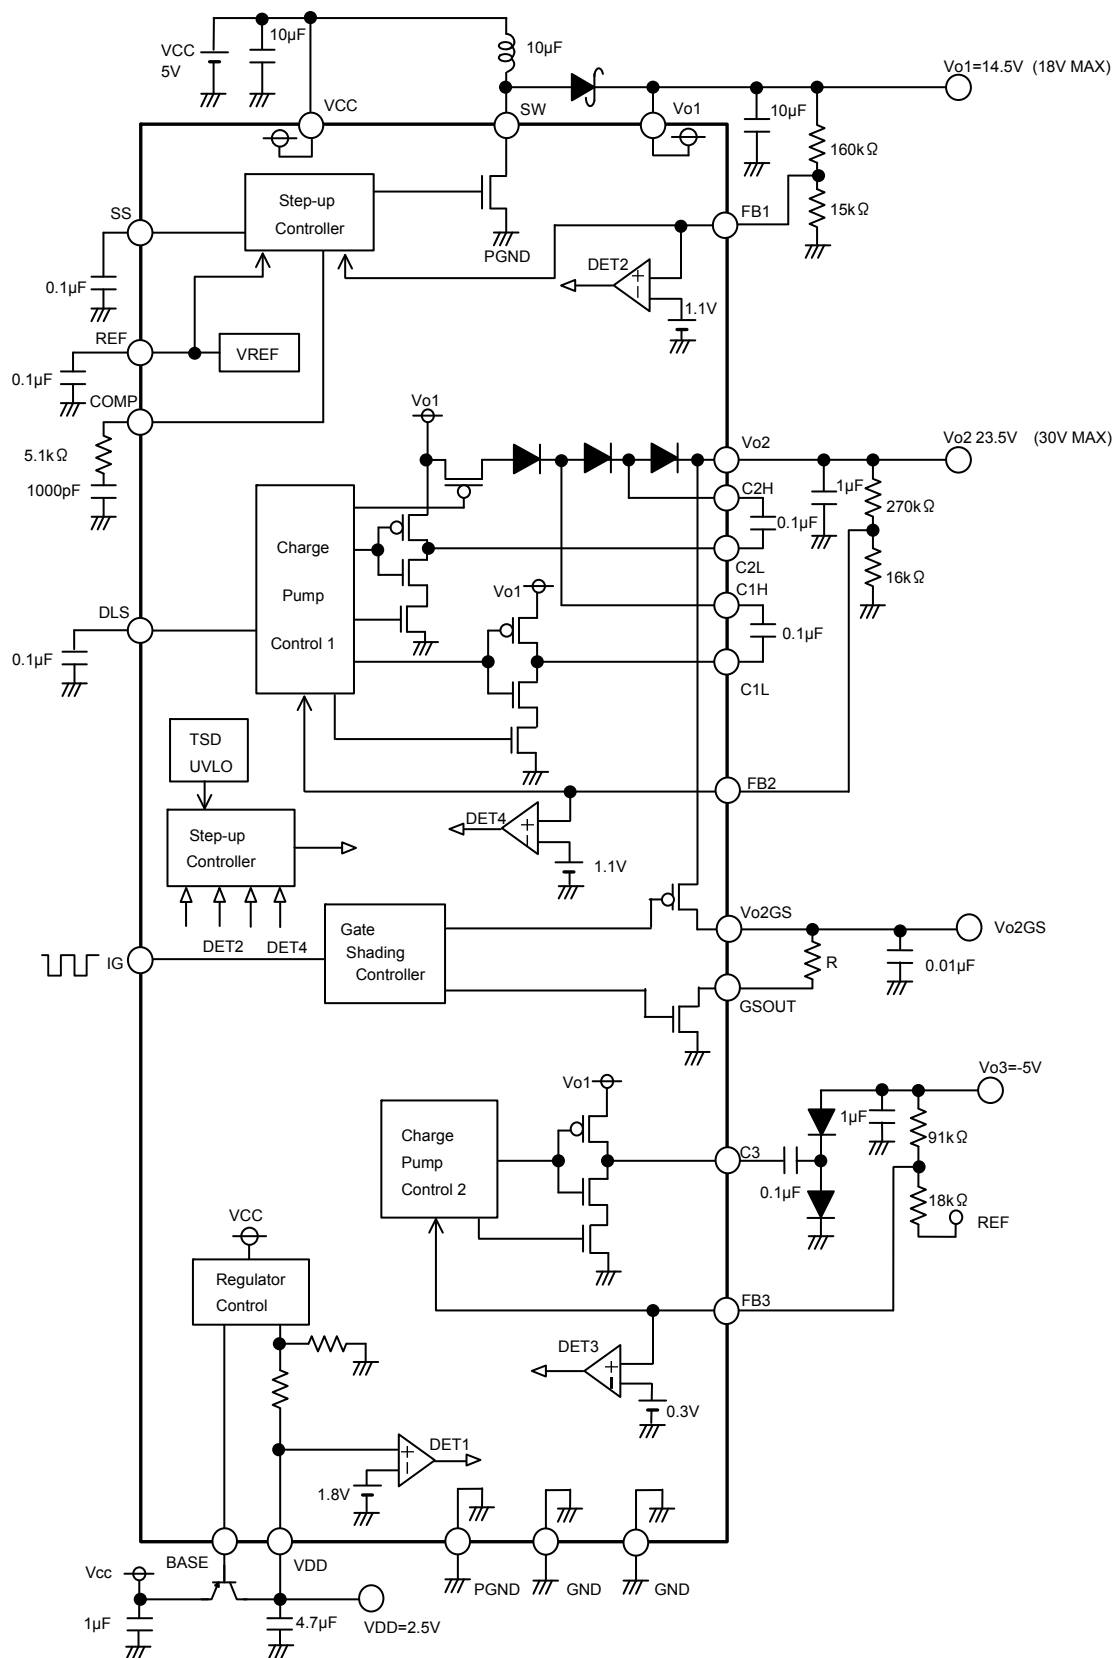 10µF
VCC
5V
10µF
Vo1=14.5V (18V MAX)
VCC
SW
Vo1
10µF
160kΩ
Step-up
Controller
SS
FB1
15kΩ
PGND
DET2
+
−
0.1µF
1.1V
REF
VREF
0.1µF
COMP
Vo1
5.1kΩ
Vo2
Vo2 23.5V (30V MAX)
1000pF
C2H
1µF
270kΩ
0.1µF
Charge
Pump
Control 1
C2L
16kΩ
Vo1
C1H
DLS
0.1µF
0.1µF
C1L
TSD
UVLO
FB2
DET4
+
−
Step-up
Controller
1.1V
Gate
Shading
Controller
Vo2GS
Vo2GS
DET2
DET4
IG
R
0.01µF
GSOUT
Vo1
Vo3=-5V
Charge
Pump
Control 2
1µF
91kΩ
C3
0.1µF
18kΩ
REF
VCC
Regulator
Control
FB3
DET3
+
−
0.3V
DET1
+
−
1.8V
BASE
VDD
Vcc
PGND
GND
GND
1µF
4.7µF
VDD=2.5V